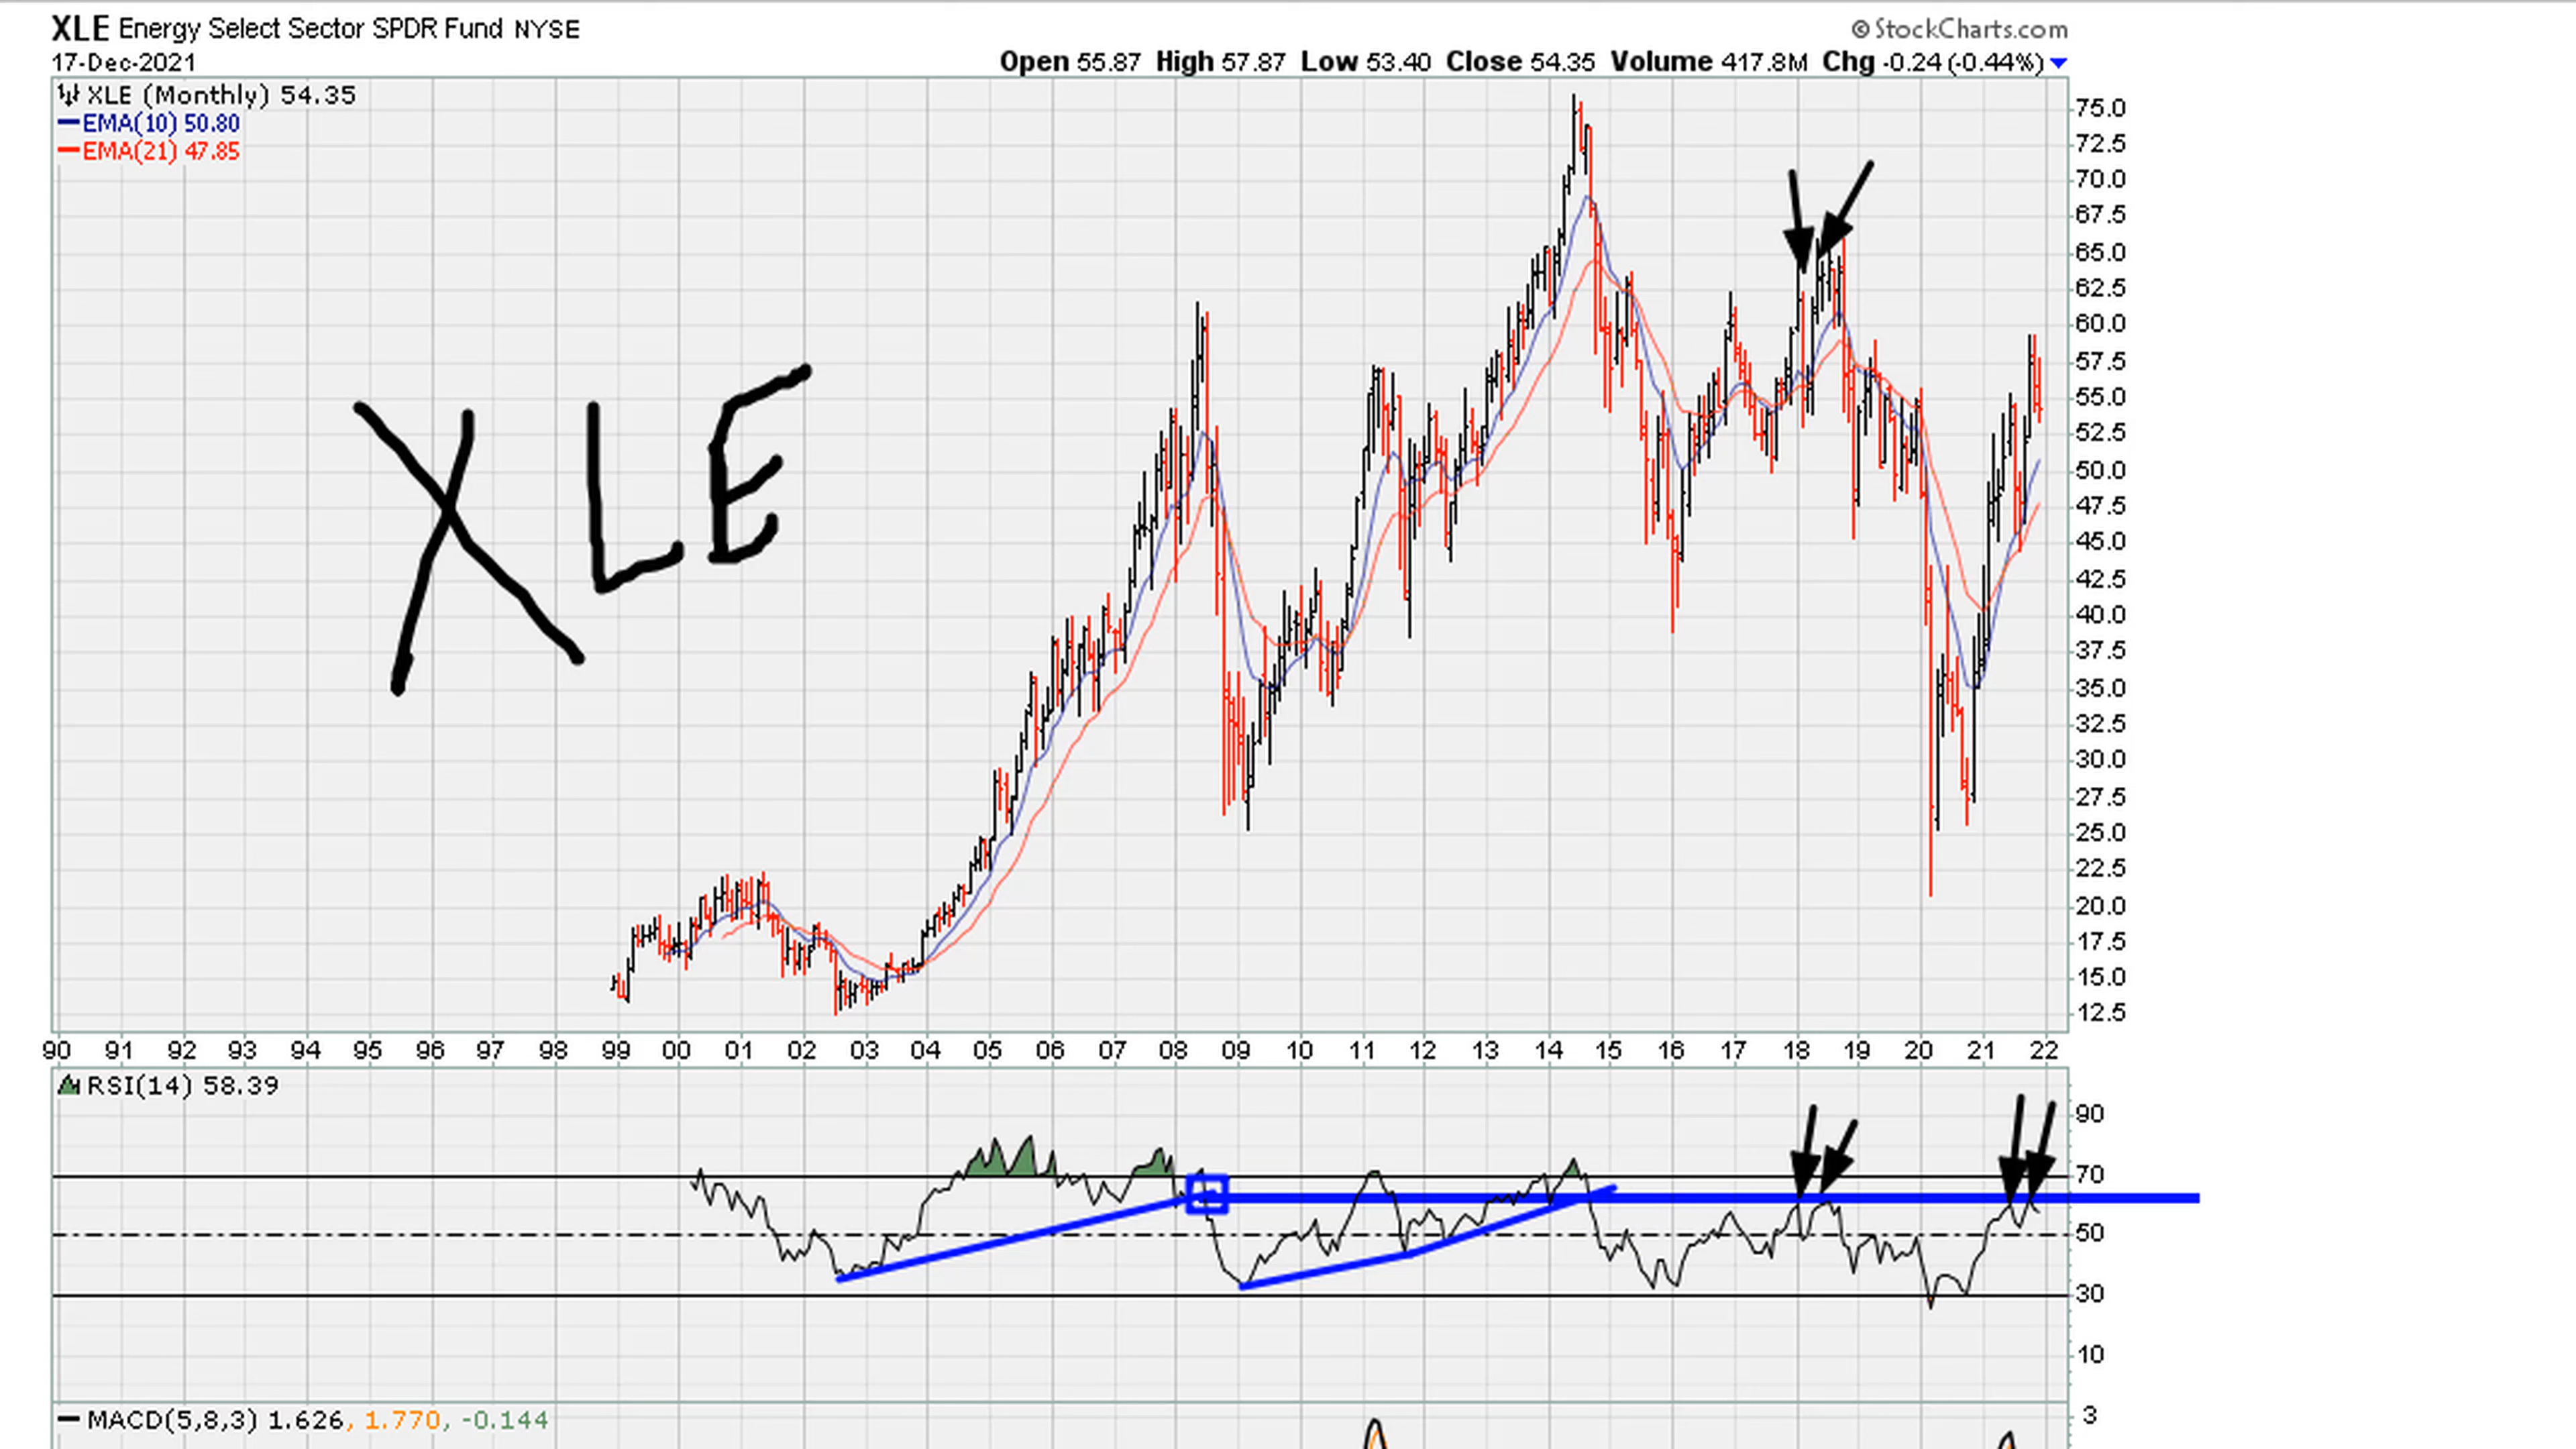 XLE Energy Select Sector SPDR Fund NYSE
© StockCharts.com
17-Dec-2021
Open 55.87 High 57.87 Low 53.40 Close 54.35 Volume 417.8M Chg -0.24 (-0.44%)
XLE (Monthly) 54.35
EMA(10) 50.80
EMA(21) 47.85
XLE
75.0
72.5
70.0
67.5
65.0
62.5
60.0
57.5
55.0
52.5
50.0
47.5
45.0
42.5
40.0
37.5
35.0
32.5
30.0
27.5
25.0
22.5
20.0
17.5
15.0
12.5
90 91 92 93 94 95 96 97 98 99 00 01 02 03 04 05 06 07 08 09 10 11 12 13 14 15 16 17 18 19 20 21 22
RSI(14) 58.39
90
70
50
30
10
MACD(5,8,3) 1.626, 1.770, -0.144
3